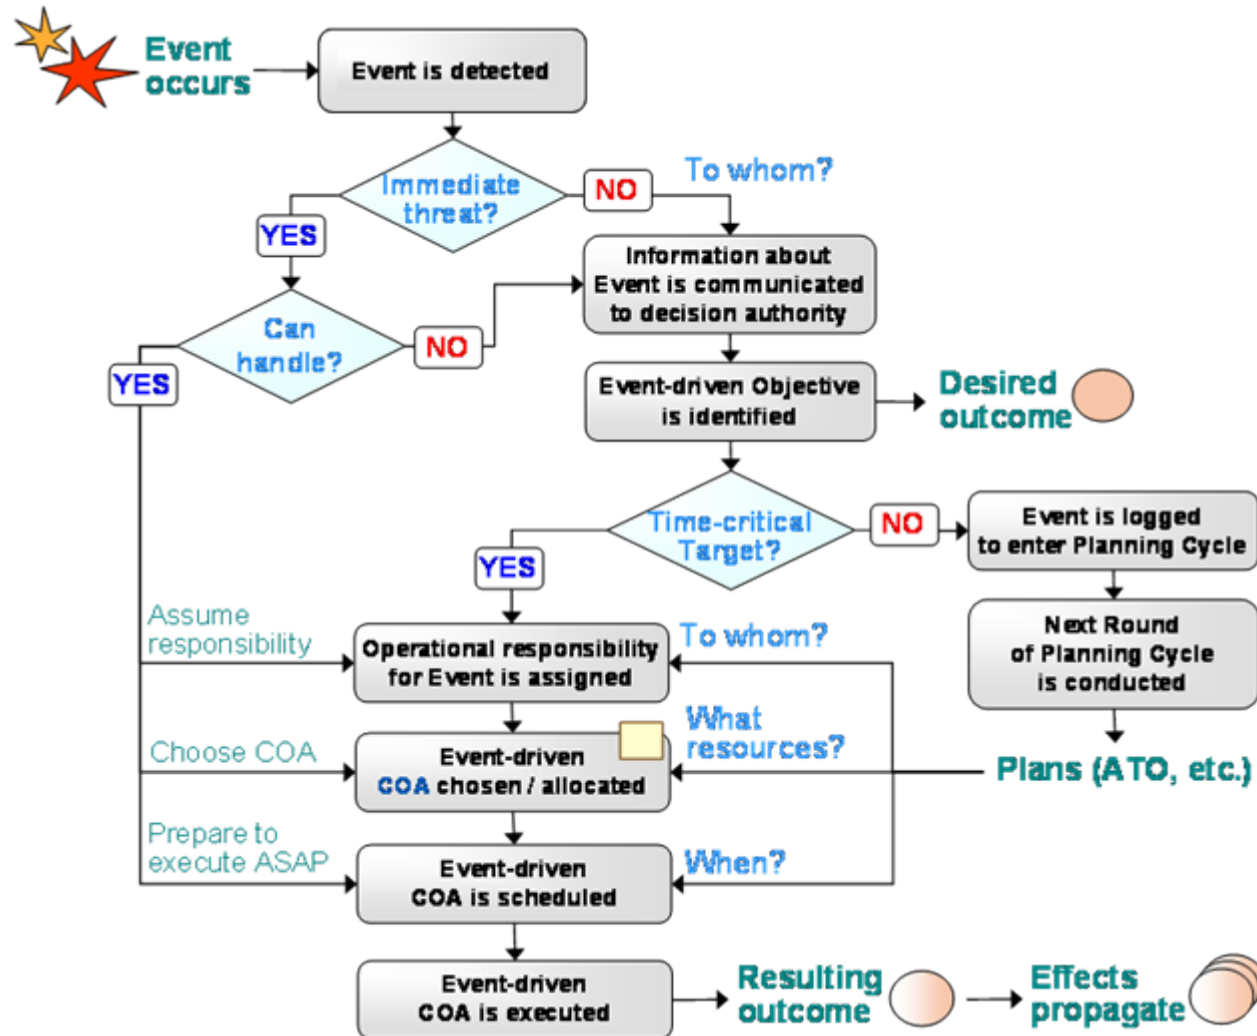 Event
occurs
Event is detected
Immediate
threat?
NO
To whom?
YES
Information about
Event is communicated
to decision authority
Can
handle?
NO
YES
Event-driven Objective
is identified
Desired
outcome
Time-critical
Target?
NO
Event is logged
to enter Planning Cycle
YES
Next Round
of Planning Cycle
is conducted
Assume
responsibility
Operational responsibility
for Event is assigned
To whom?
What
resources?
Choose COA
Event-driven
COA chosen / allocated
Plans (ATO, etc.)
Prepare to
execute ASAP
Event-driven
COA is scheduled
When?
Event-driven
COA is executed
Resulting
outcome
Effects
propagate